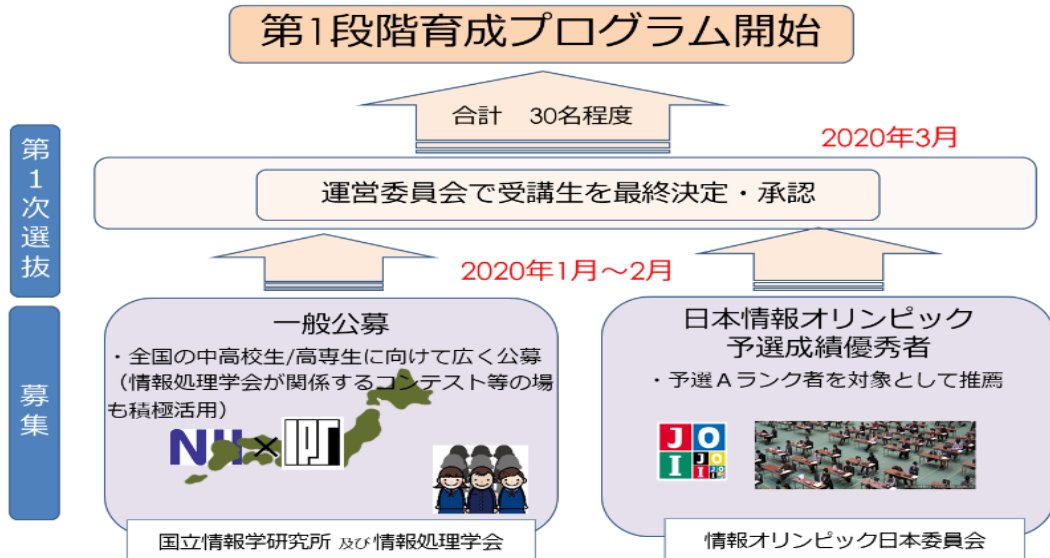 第1段階育成プログラム開始
合計 30名程度
2020年3月
第1次選抜
運営委員会で受講生を最終決定・承認
2020年1月～2月
募集
一般公募
・全国の中高校生/高専生に向けて広く公募
（情報処理学会が関係するコンテスト等の場
も積極活用）
NII×IPSJ
国立情報学研究所 及び 情報処理学会
日本情報オリンピック
予選成績優秀者
・予選Ａランク者を対象として推薦
JO
I
情報オリンピック日本委員会